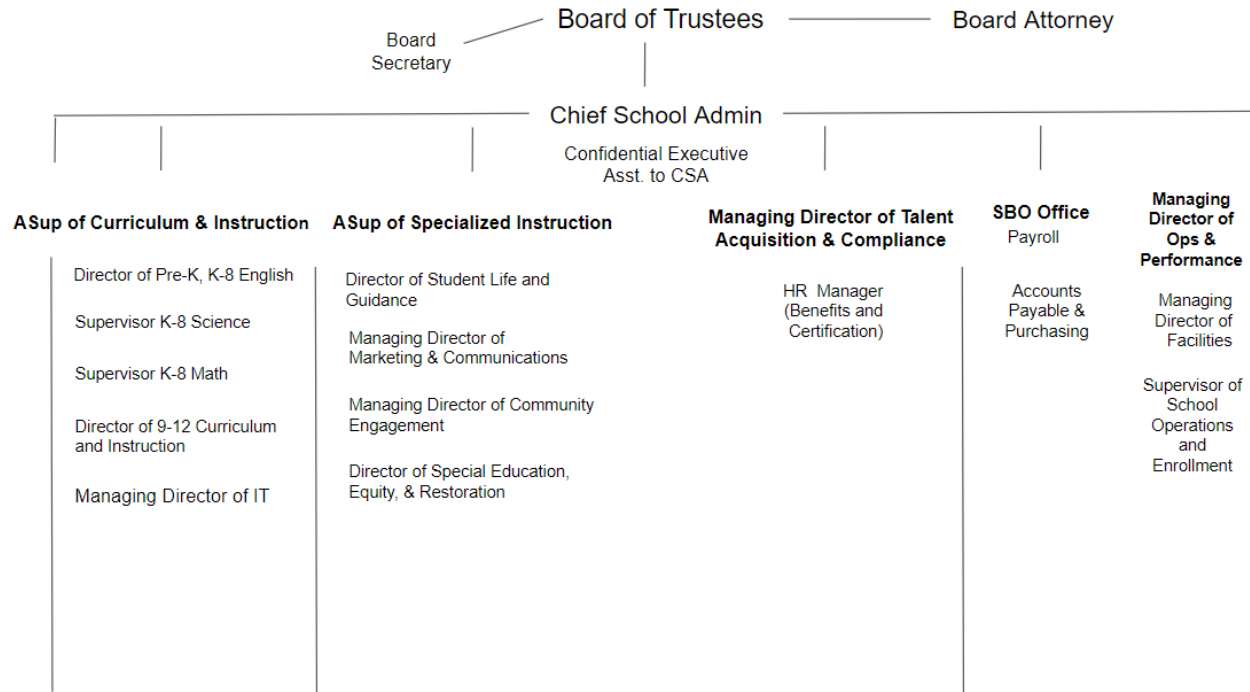 Board of Trustees
Board Attorney
Board
Secretary
Chief School Admin
Confidential Executive
Asst. to CSA
ASup of Curriculum & Instruction
Director of Pre-K, K-8 English
Supervisor K-8 Science
Supervisor K-8 Math
Director of 9-12 Curriculum
and Instruction
Managing Director of IT
ASup of Specialized Instruction
Director of Student Life and
Guidance
Managing Director of
Marketing & Communications
Managing Director of Community
Engagement
Director of Special Education,
Equity, & Restoration
Managing Director of Talent
Acquisition & Compliance
HR Manager
(Benefits and
Certification)
SBO Office
Payroll
Accounts
Payable &
Purchasing
Managing
Director of
Ops &
Performance
Managing
Director of
Facilities
Supervisor of
School
Operations
and
Enrollment